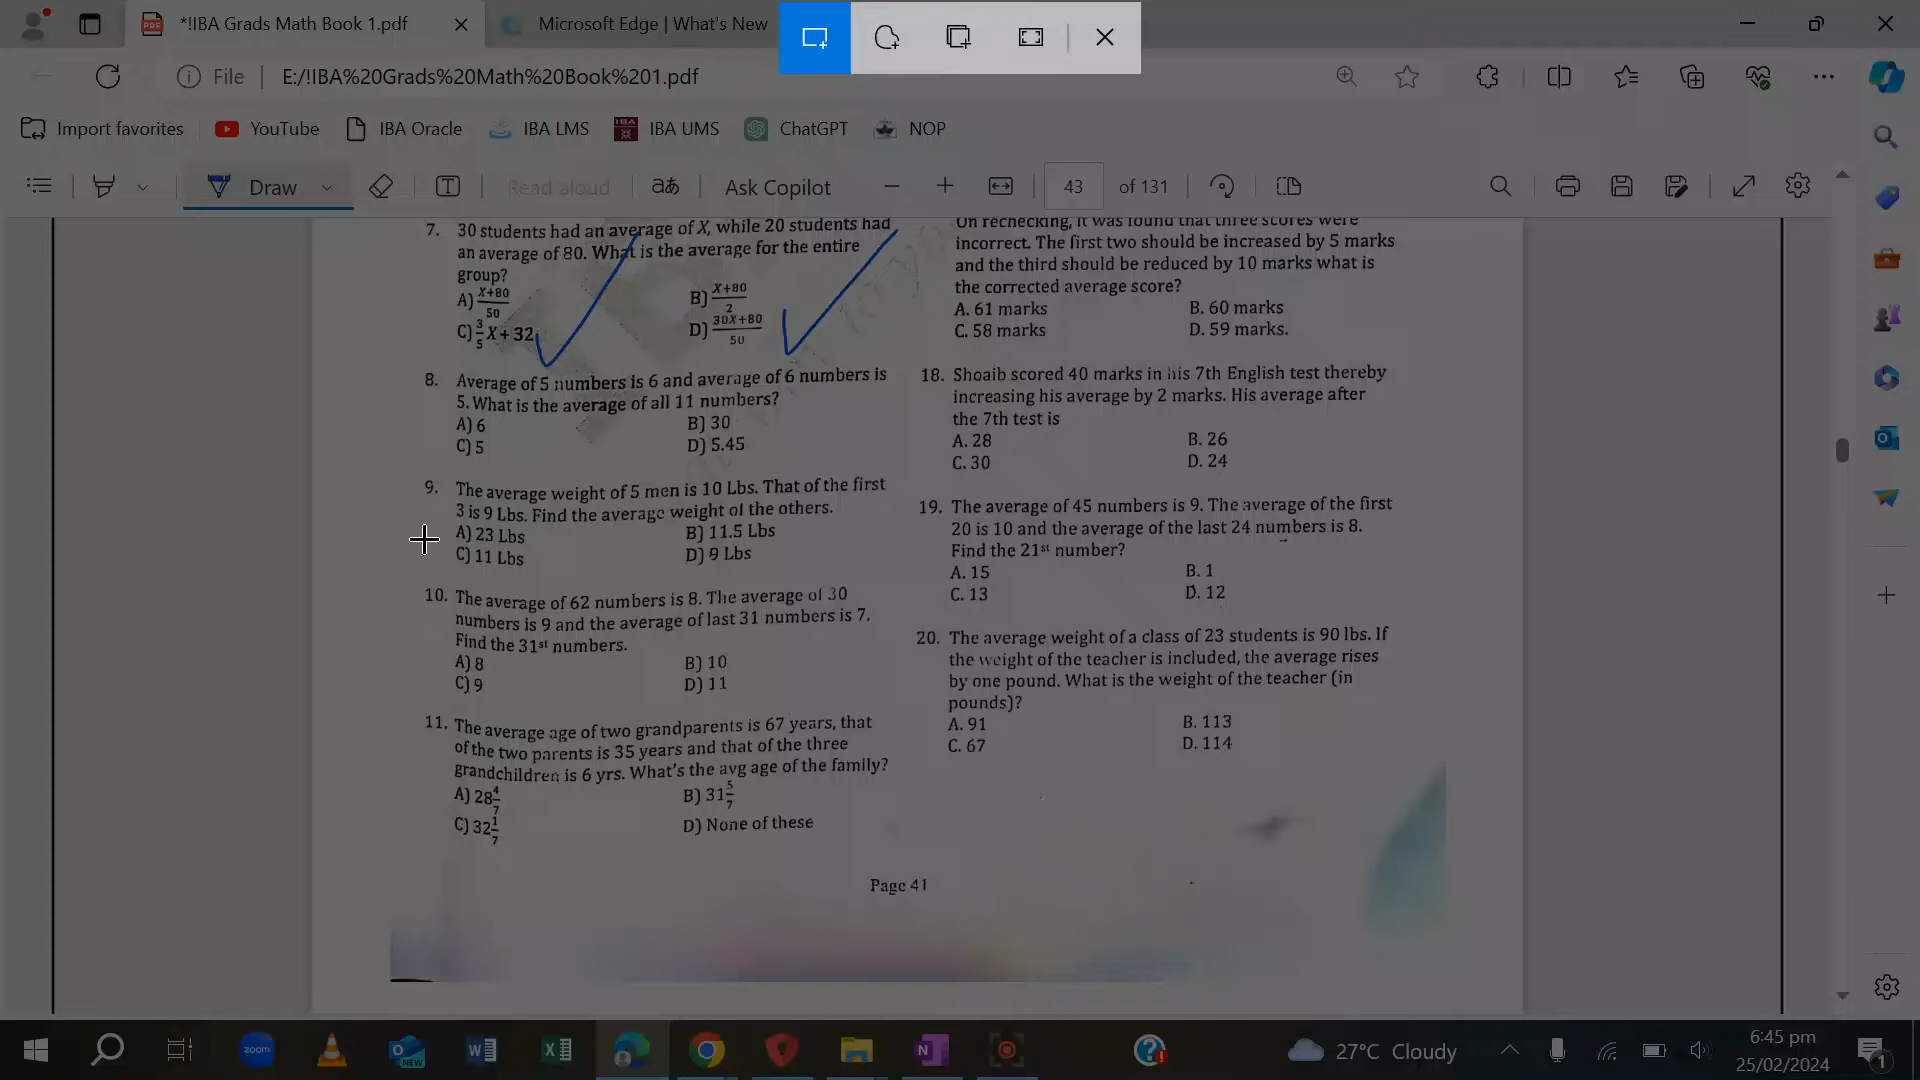 *!IBA Grads Math Book 1.pdf
Microsoft Edge | What's New
File
E:/!IBA%20Grads%20Math%20Book%201.pdf
Import favorites
YouTube
IBA Oracle
IBA LMS
IBA UMS
ChatGPT
NOP
Draw
Read aloud
Ask Copilot
43
of 131
7. 30 students had an average of X, while 20 students had
an average of 80. What is the average for the entire
group?
A) X+80/50
B) X+80/2
C) 3/5 X + 32
D) 30X+80/50
8. Average of 5 numbers is 6 and average of 6 numbers is
5. What is the average of all 11 numbers?
A) 6
B) 30
C) 5
D) 5.45
9. The average weight of 5 men is 10 Lbs. That of the first
3 is 9 Lbs. Find the average weight of the others.
A) 23 Lbs
B) 11.5 Lbs
C) 11 Lbs
D) 9 Lbs
10. The average of 62 numbers is 8. The average of 30
numbers is 9 and the average of last 31 numbers is 7.
Find the 31st numbers.
A) 8
B) 10
C) 9
D) 11
11. The average age of two grandparents is 67 years, that
of the two parents is 35 years and that of the three
grandchildren is 6 yrs. What's the avg age of the family?
A) 28 4/7
B) 31 5/7
C) 32 1/7
D) None of these
On rechecking, it was found that three scores were
incorrect. The first two should be increased by 5 marks
and the third should be reduced by 10 marks what is
the corrected average score?
A. 61 marks
B. 60 marks
C. 58 marks
D. 59 marks.
18. Shoaib scored 40 marks in his 7th English test thereby
increasing his average by 2 marks. His average after
the 7th test is
A. 28
B. 26
C. 30
D. 24
19. The average of 45 numbers is 9. The average of the first
20 is 10 and the average of the last 24 numbers is 8.
Find the 21st number?
A. 15
B. 1
C. 13
D. 12
20. The average weight of a class of 23 students is 90 lbs. If
the weight of the teacher is included, the average rises
by one pound. What is the weight of the teacher (in
pounds)?
A. 91
B. 113
C. 67
D. 114
Page 41
27°C Cloudy
6:45 pm
25/02/2024